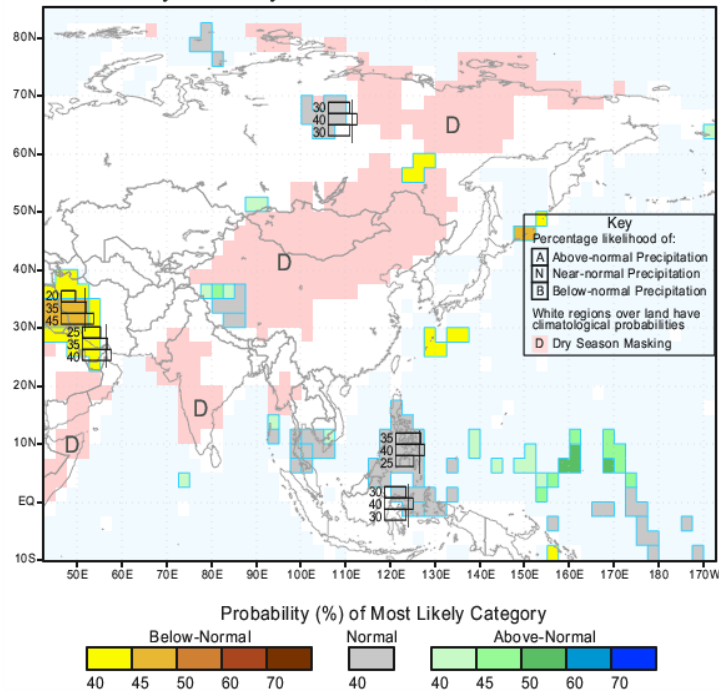 80N
70N
60N
50N
40N
30N
20N
10N
EQ
10S
30
40
30
D
D
20
35
45
25
35
40
D
D
35
40
25
30
40
30
Key
Percentage likelihood of:
A Above-normal Precipitation
N Near-normal Precipitation
B Below-normal Precipitation
White regions over land have
climatological probabilities
D Dry Season Masking
50E 60E 70E 80E 90E 100E 110E 120E 130E 140E 150E 160E 170E 180 170W
Probability (%) of Most Likely Category
Below-Normal Normal Above-Normal
40 45 50 60 70 40 40 45 50 60 70